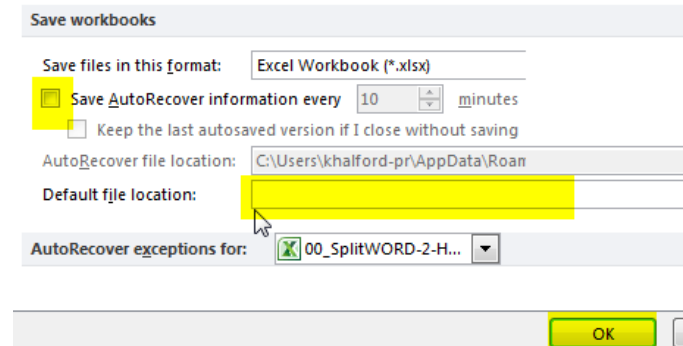 Save workbooks
Save files in this format: Excel Workbook (*.xlsx)
Save AutoRecover information every 10 minutes
Keep the last autosaved version if I close without saving
AutoRecover file location: C:\Users\khalford-pr\AppData\Roam
Default file location:
AutoRecover exceptions for: 00_SplitWORD-2-H...
OK